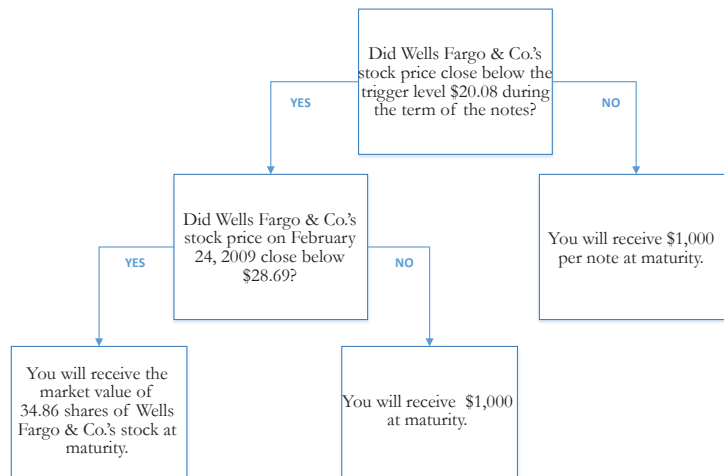 Did Wells Fargo & Co.'s
stock price close below the
trigger level $20.08 during
the term of the notes?
YES
NO
Did Wells Fargo & Co.'s
stock price on February
24, 2009 close below
$28.69?
You will receive $1,000
per note at maturity.
YES
NO
You will receive the
market value of
34.86 shares of Wells
Fargo & Co.'s stock at
maturity.
You will receive $1,000
at maturity.